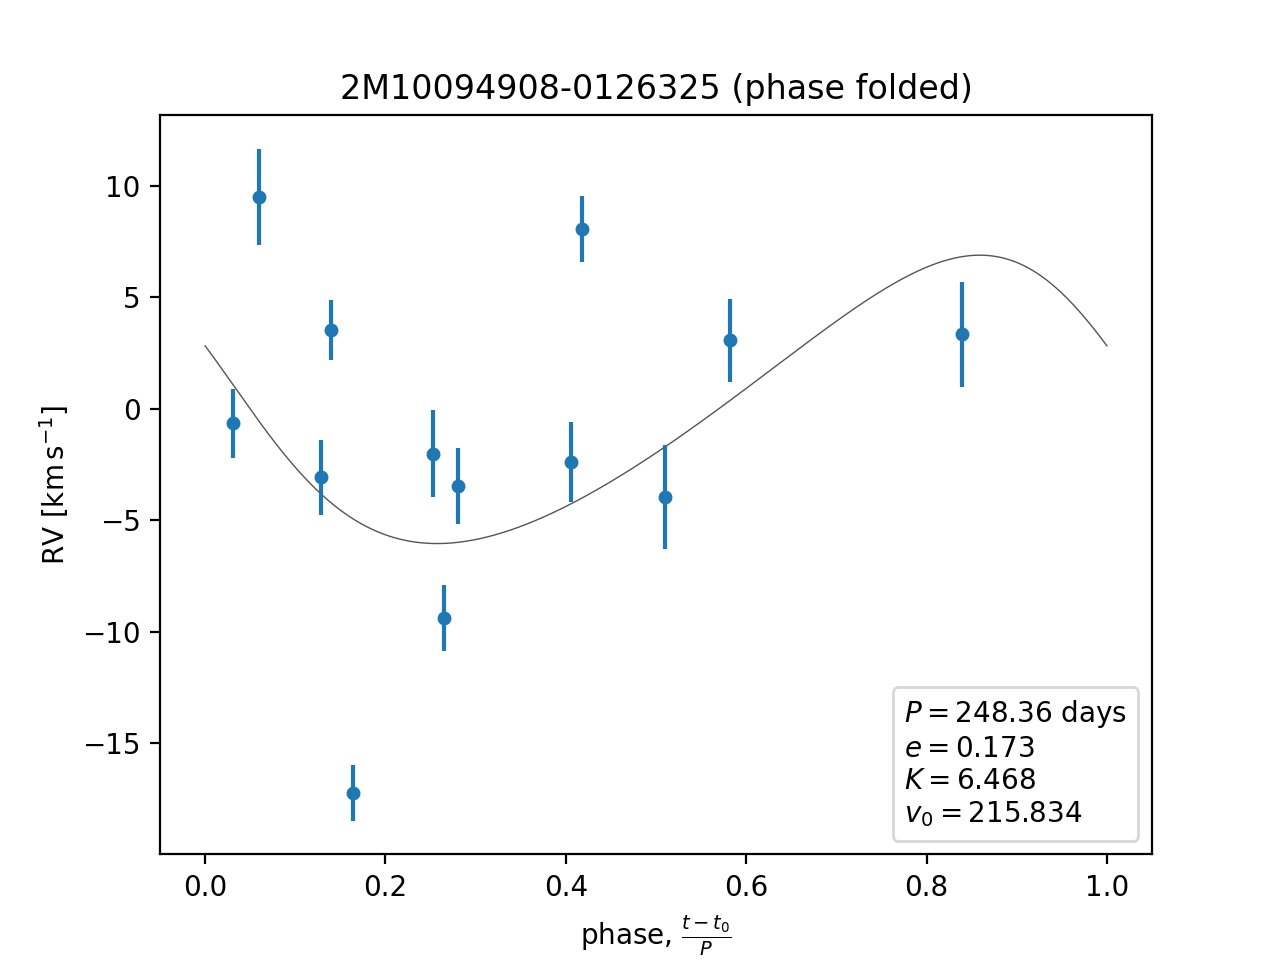 2M10094908-0126325 (phase folded)
RV [km s⁻¹]
10
5
0
−5
−10
−15
0.0 0.2 0.4 0.6 0.8 1.0
phase, (t − t₀)/P
P = 248.36 days
e = 0.173
K = 6.468
v₀ = 215.834